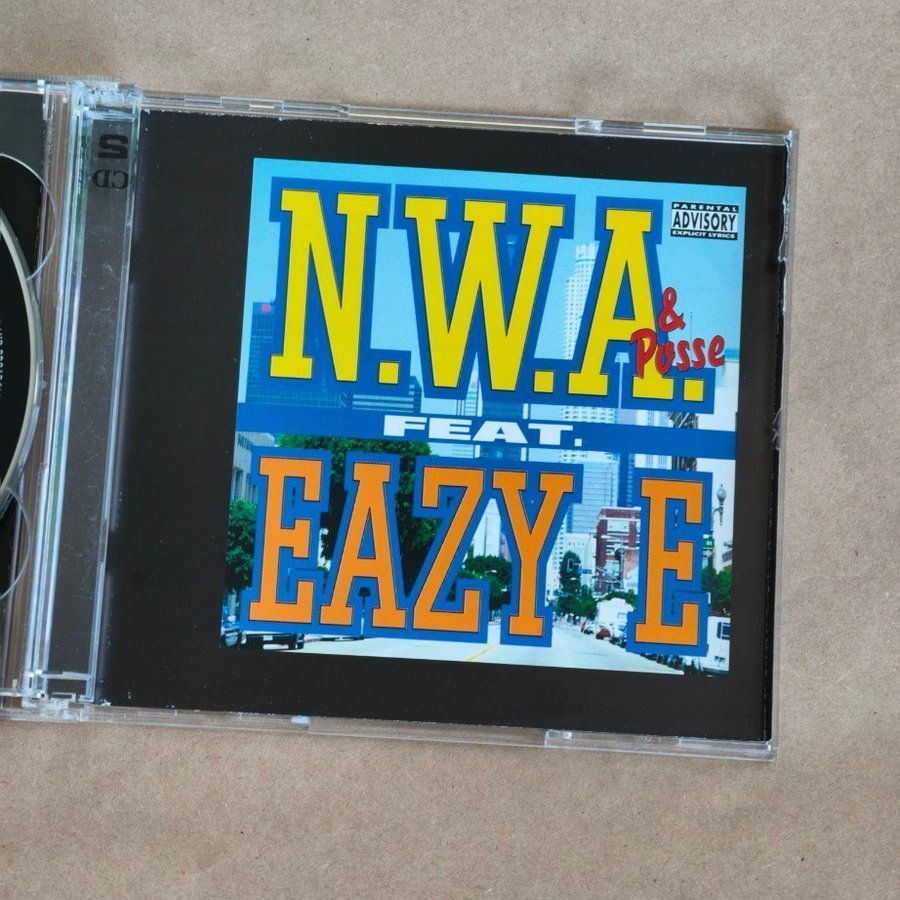 2
CD
N.W.A.
& Posse
PARENTAL
ADVISORY
EXPLICIT LYRICS
FEAT.
EAZY E